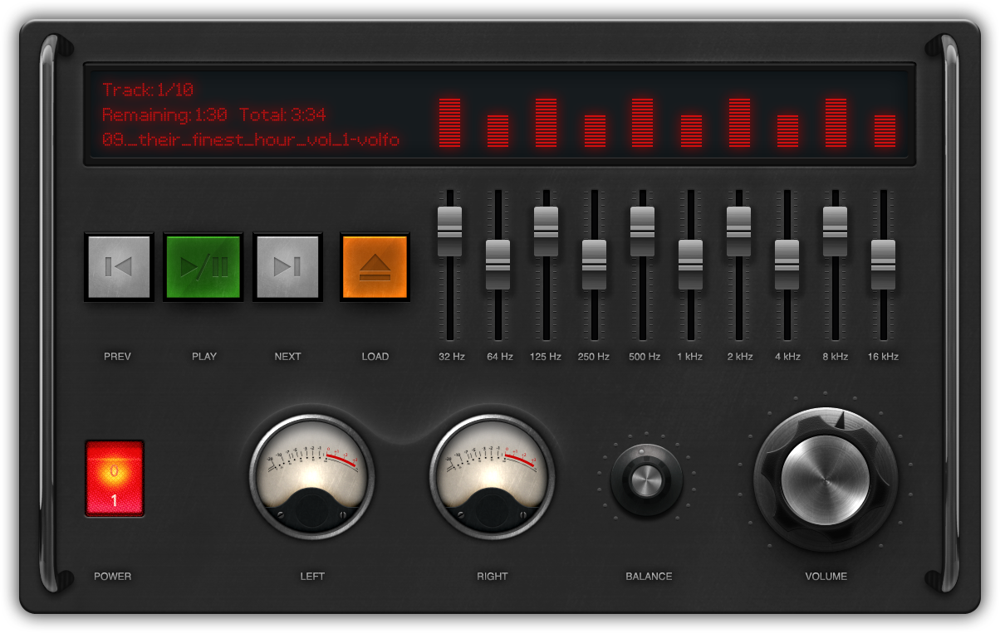 Track: 1/10
Remaining: 1:30 Total: 3:34
09._their_finest_hour_vol_1-volfo
PREV PLAY NEXT LOAD 32 Hz 64 Hz 125 Hz 250 Hz 500 Hz 1 kHz 2 kHz 4 kHz 8 kHz 16 kHz
0
1
POWER LEFT RIGHT BALANCE VOLUME